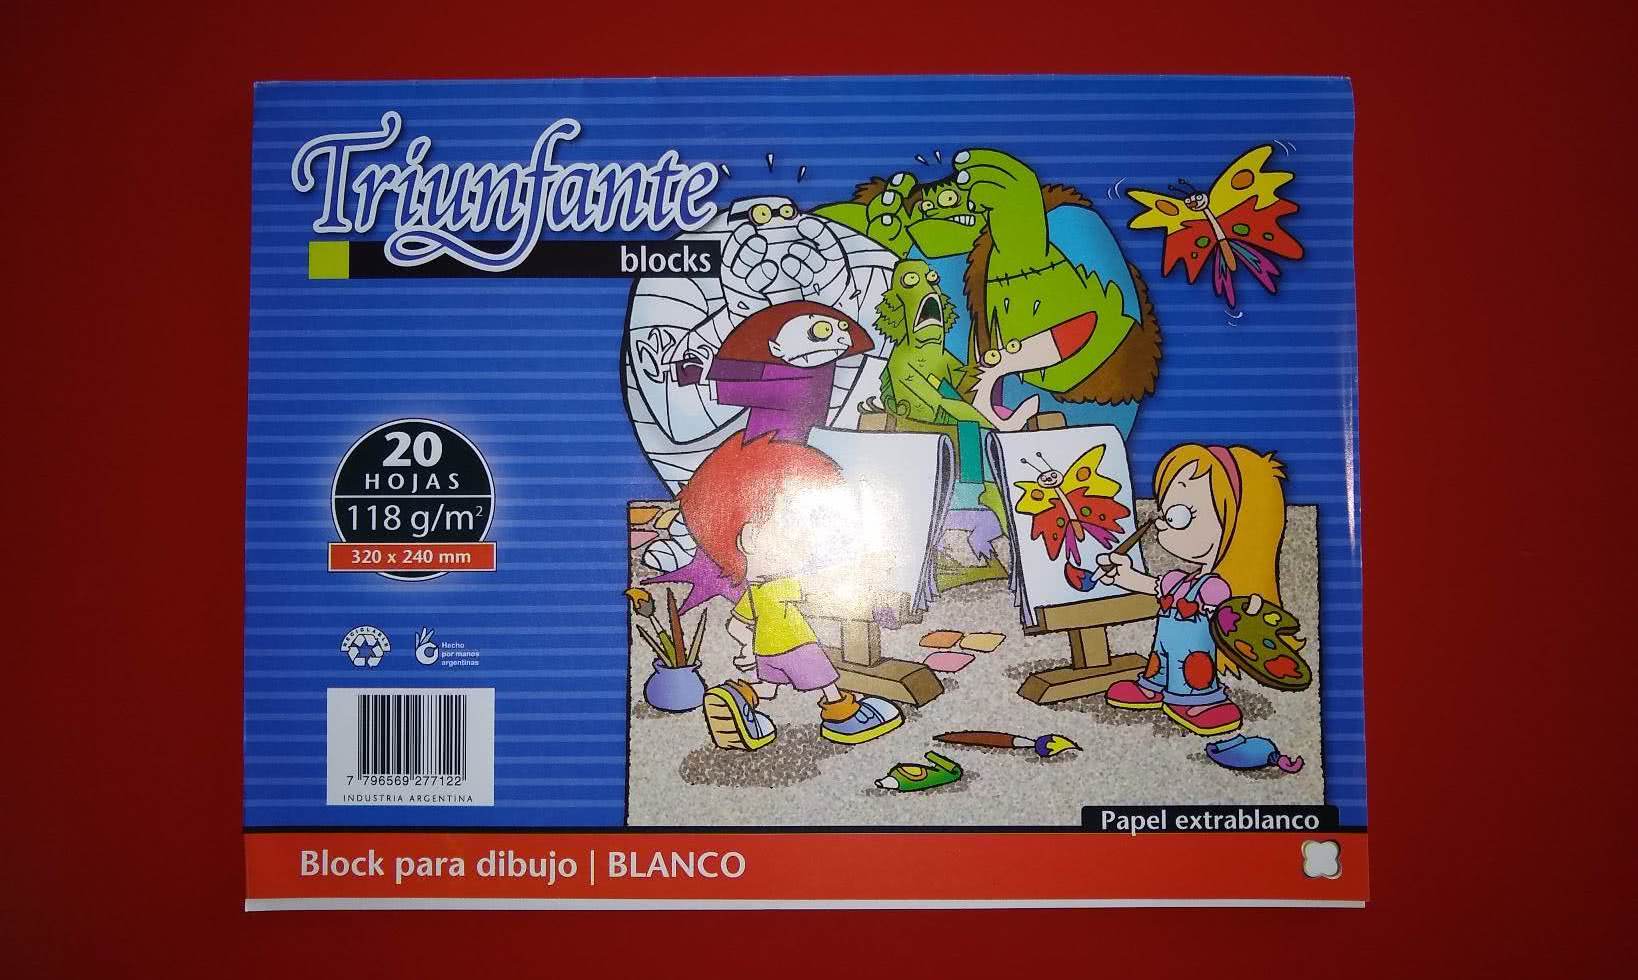 Triunfante
blocks
20
HOJAS
118 g/m²
320 x 240 mm
RECICLABLE
Hecho
por manos
argentinas
7 796569 277122
INDUSTRIA ARGENTINA
Papel extrablanco
Block para dibujo | BLANCO